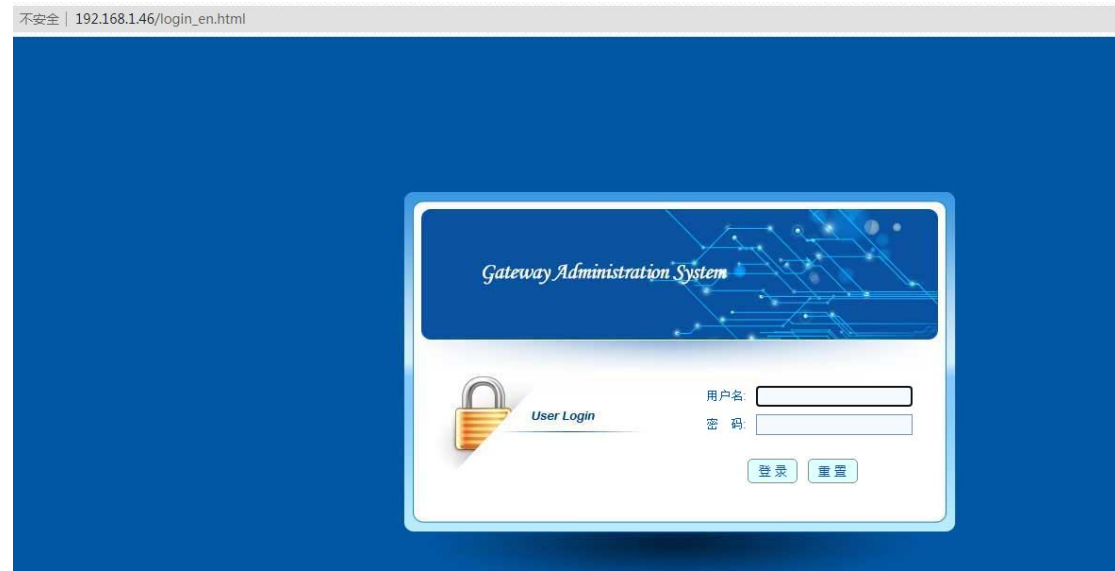 不安全 | 192.168.1.46/login_en.html
Gateway Administration System
User Login
用户名:
密 码:
登录 重置